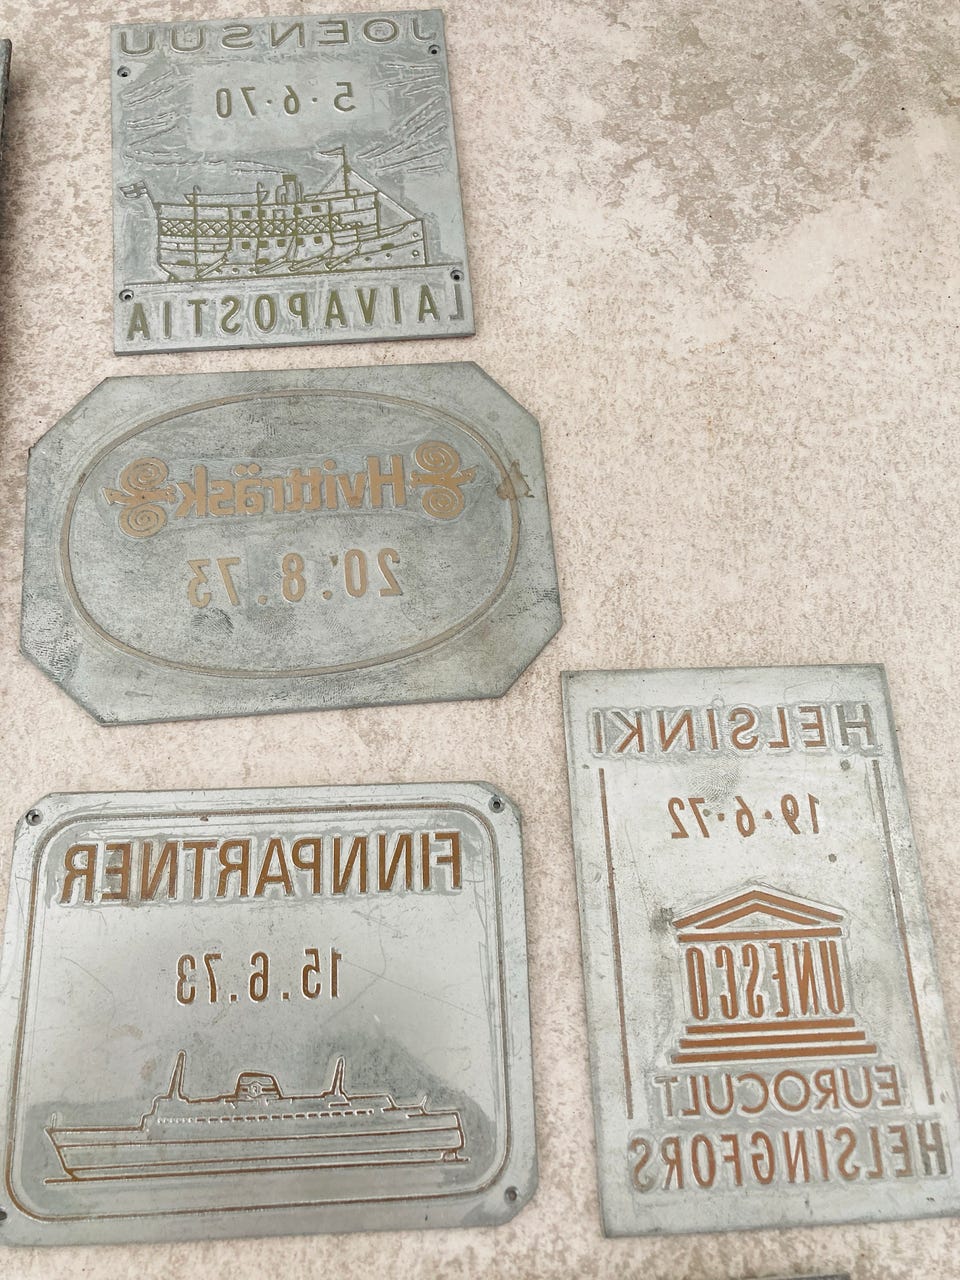 JOENSUU
5·6·70
LAIVAPOSTIA
Hvitträsk
20.8.73
FINNPARTNER
15.6.73
HELSINKI
19·6·72
UNESCO
EUROCULT
HELSINGFORS